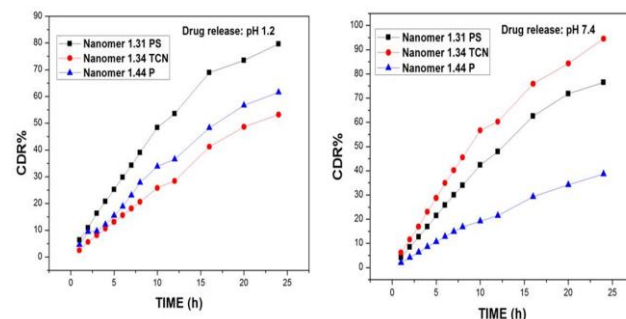 Drug release: pH 1.2
Nanomer 1.31 PS
Nanomer 1.34 TCN
Nanomer 1.44 P
CDR%
90
80
70
60
50
40
30
20
10
0
0
5
10
15
20
25
TIME (h)
Drug release: pH 7.4
Nanomer 1.31 PS
Nanomer 1.34 TCN
Nanomer 1.44 P
CDR%
100
90
80
70
60
50
40
30
20
10
0
0
5
10
15
20
25
TIME (h)